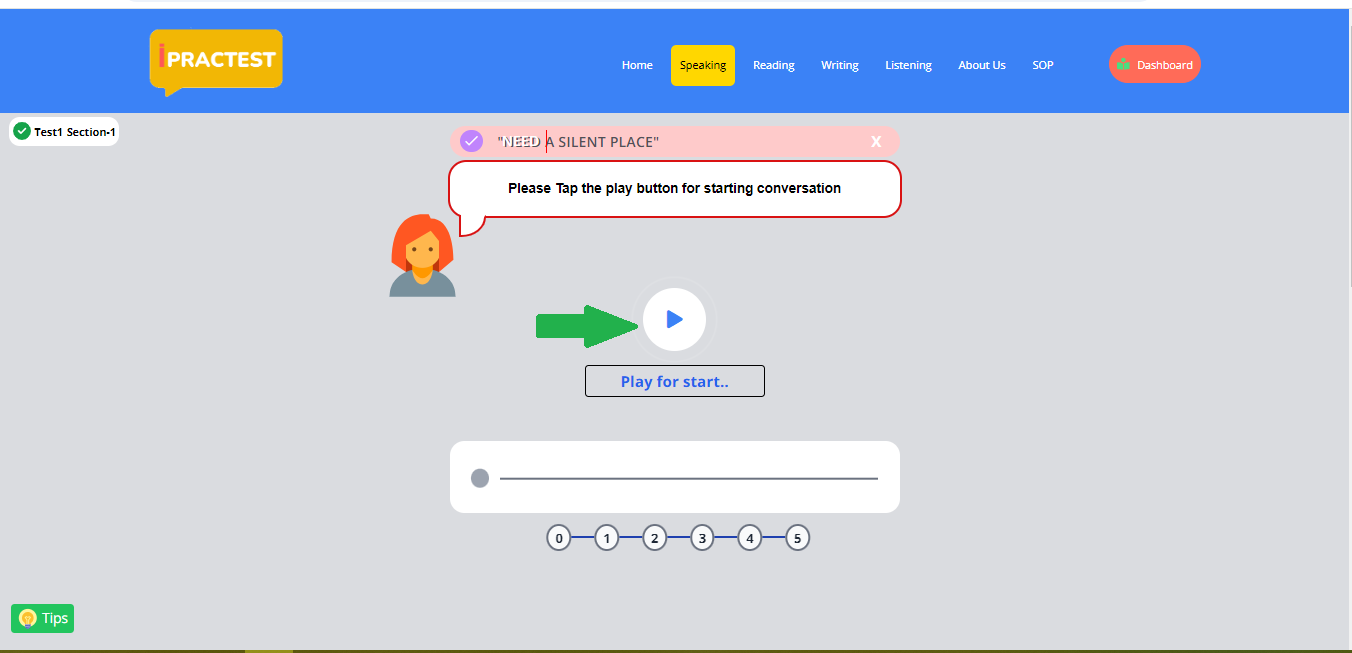 iPRACTEST
Home Speaking Reading Writing Listening About Us SOP Dashboard
Test1 Section-1
"NEED A SILENT PLACE" X
Please Tap the play button for starting conversation
Play for start..
0 1 2 3 4 5
Tips